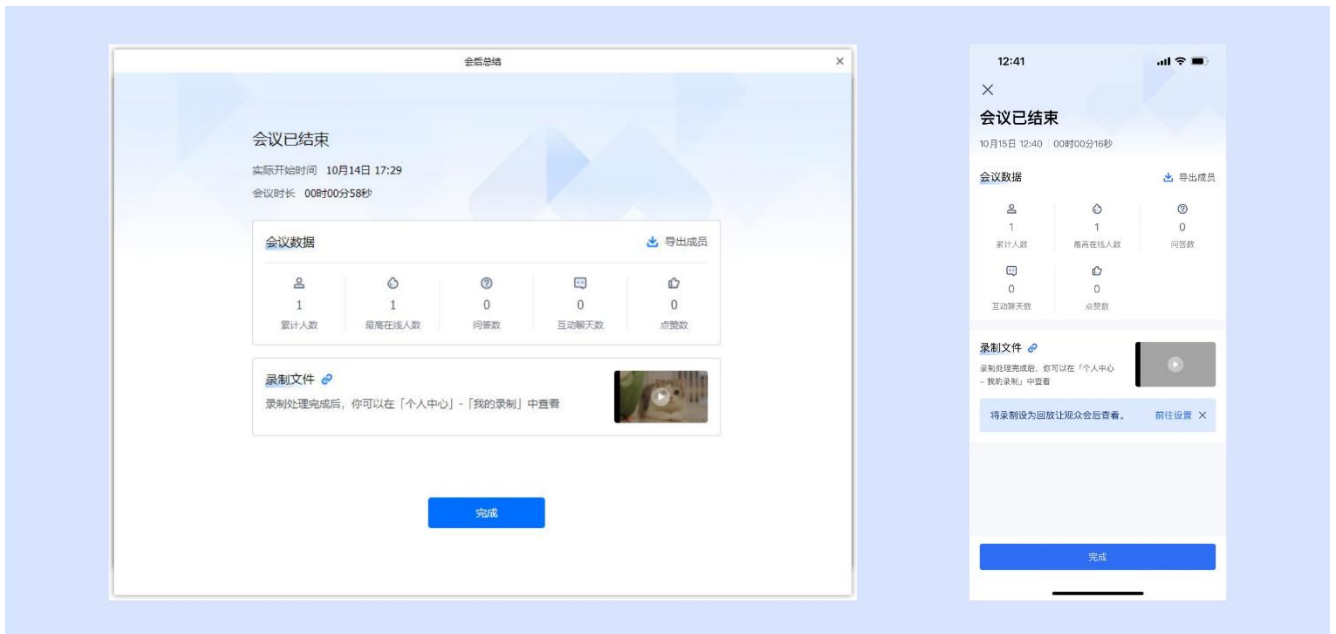 会后总结
会议已结束
实际开始时间 10月14日 17:29
会议时长 00时00分58秒
会议数据
导出成员
1 1 0 0 0
累计人数 最高在线人数 问答数 互动聊天数 点赞数
录制文件
录制处理完成后，你可以在「个人中心」-「我的录制」中查看
完成
12:41
会议已结束
10月15日 12:40 00时00分16秒
会议数据
导出成员
1 1 0
累计人数 最高在线人数 问答数
0 0
互动聊天数 点赞数
录制文件
录制处理完成后，你可以在「个人中心」
-「我的录制」中查看
将录制设为回放让观众会后查看。 前往设置
完成